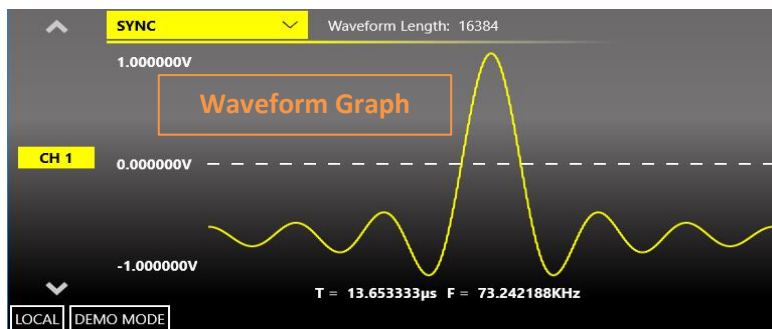 SYNC Waveform Length: 16384
1.000000V
Waveform Graph
CH 1 0.000000V
-1.000000V
T = 13.653333µs F = 73.242188KHz
LOCAL DEMO MODE